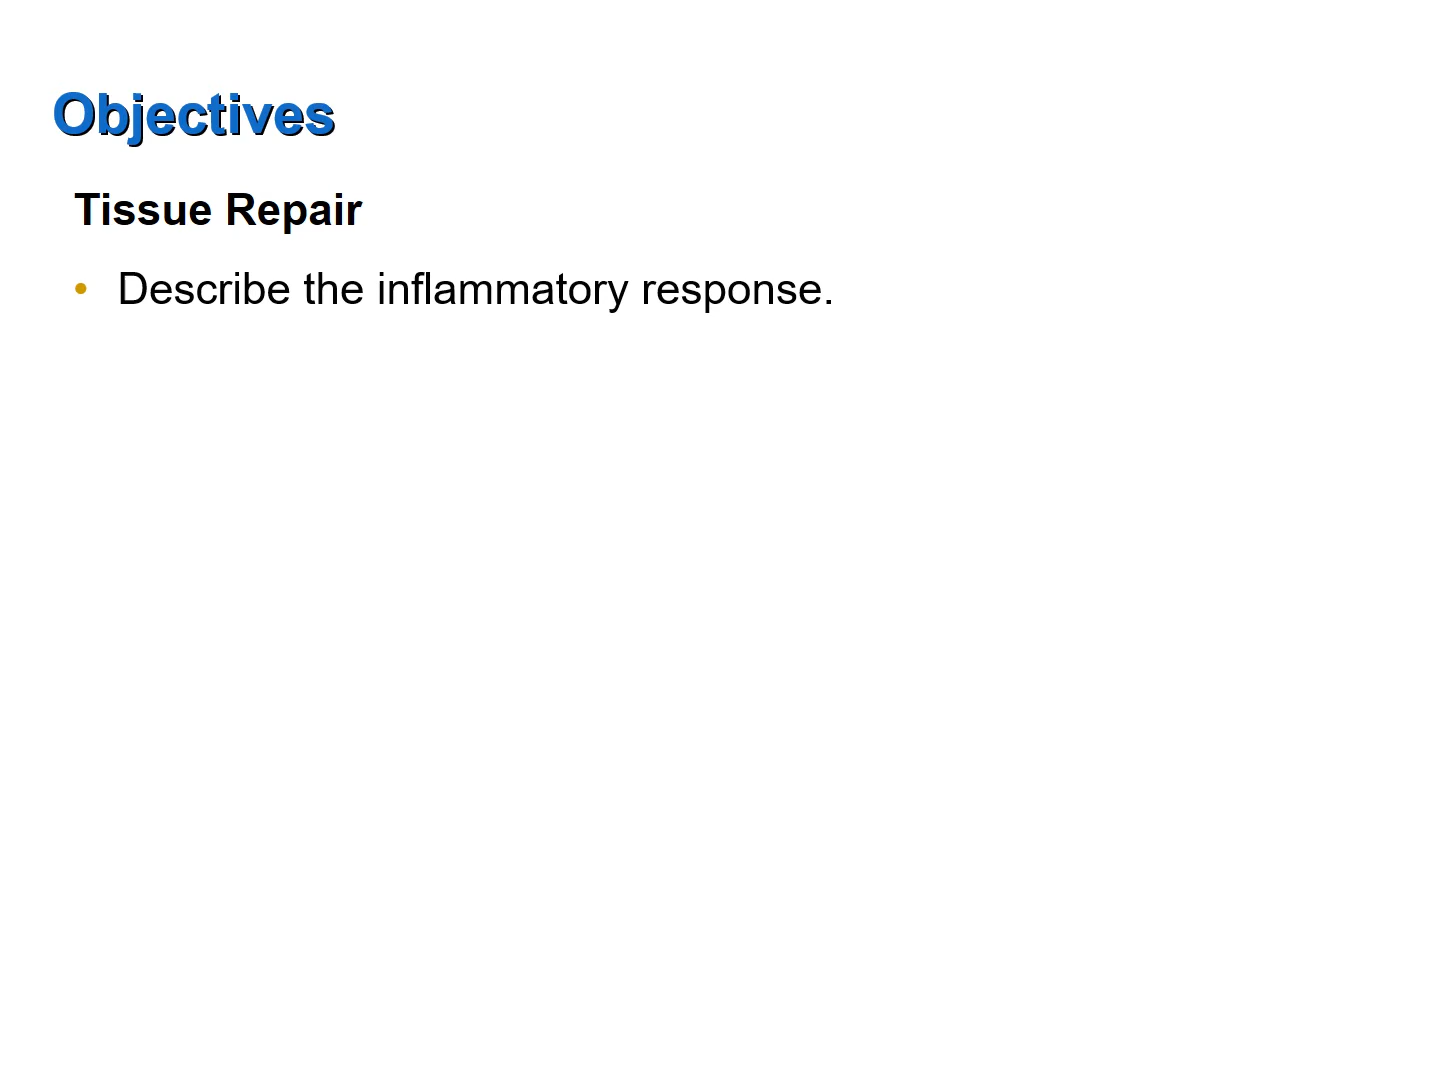 Objectives
Tissue Repair
• Describe the inflammatory response.